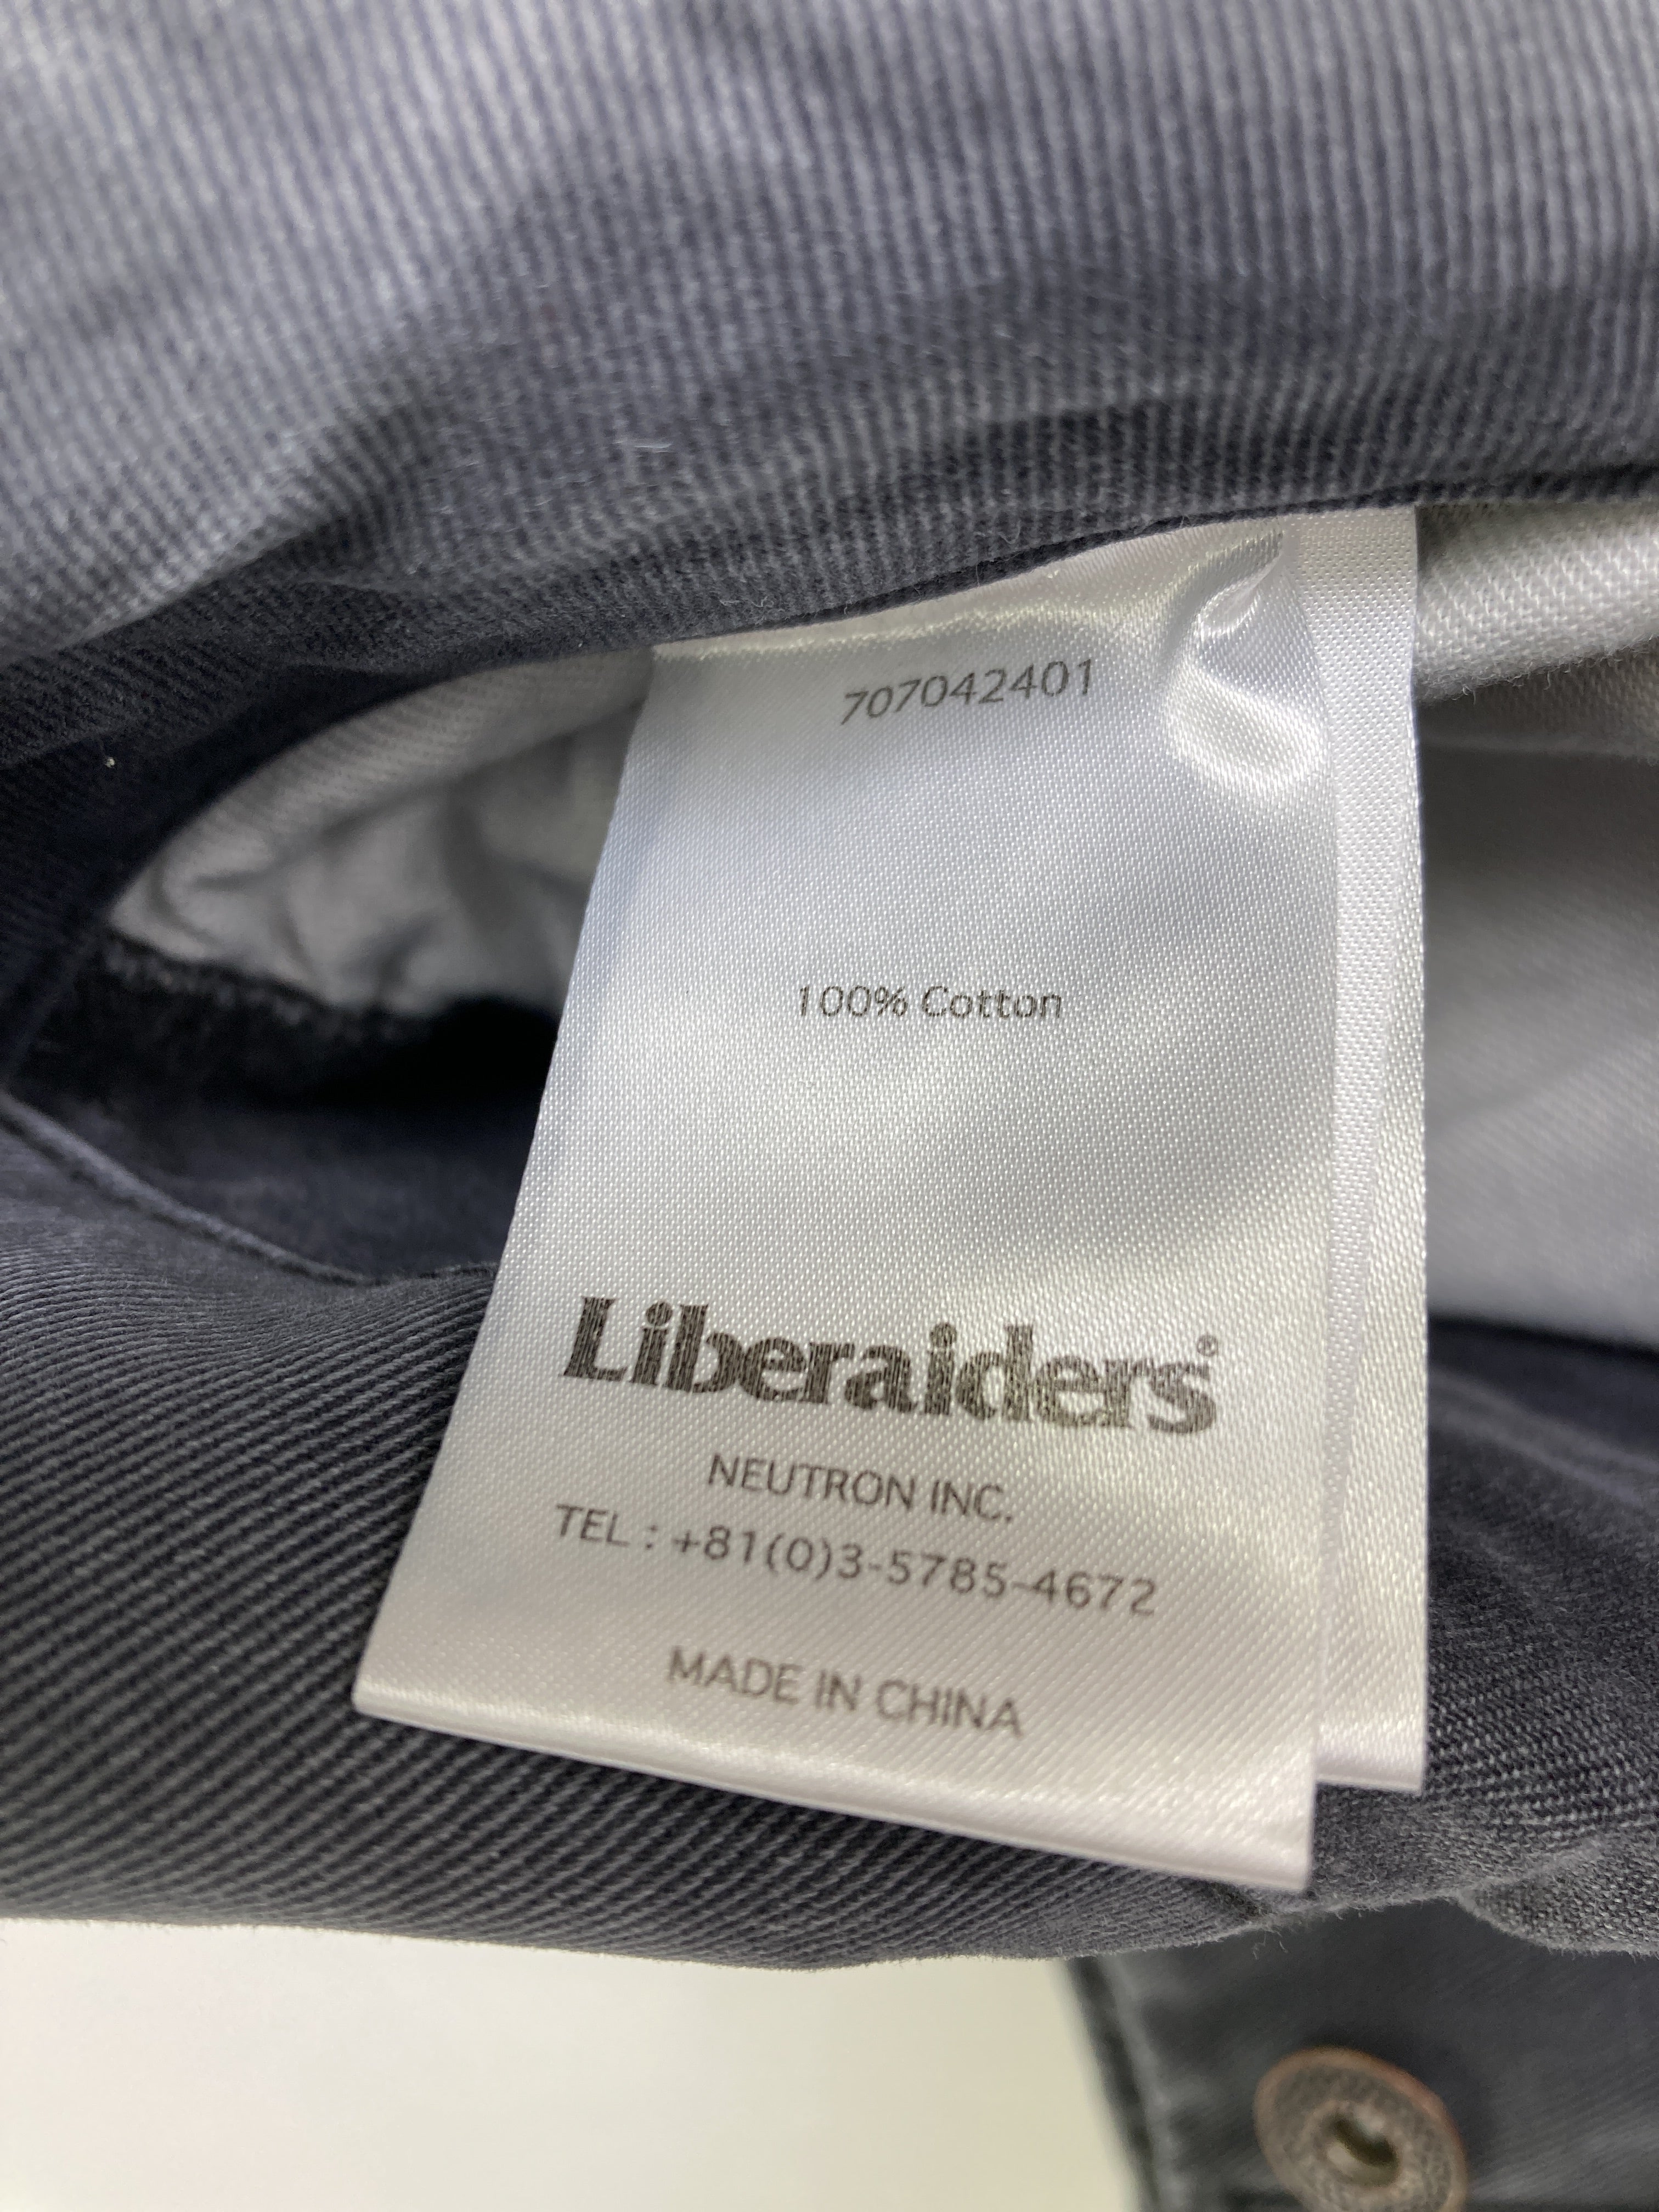 707042401
100% Cotton
Liberaiders®
NEUTRON INC.
TEL : +81(0)3-5785-4672
MADE IN CHINA